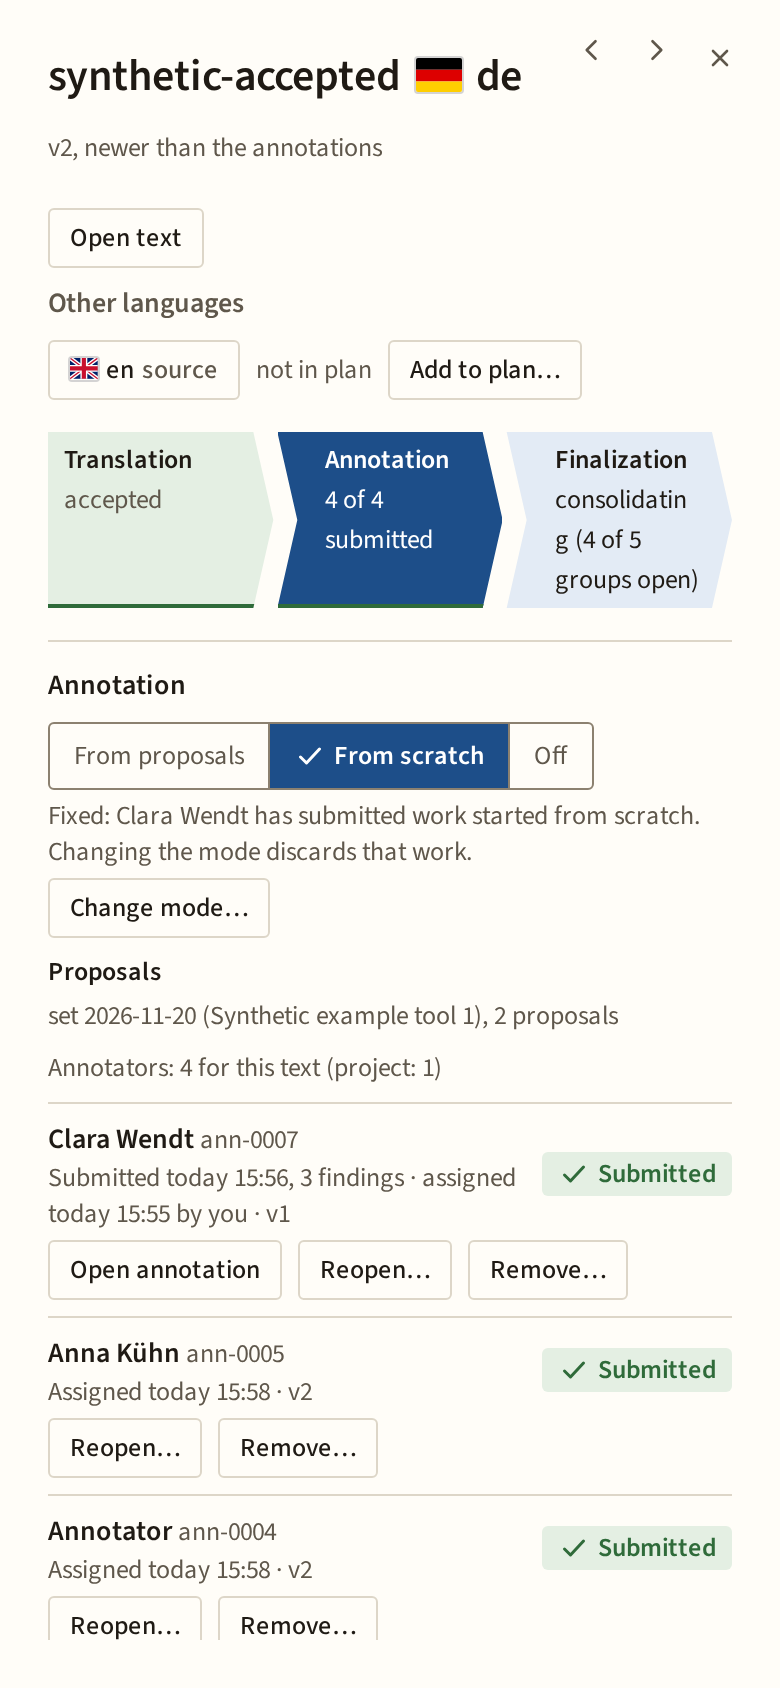 synthetic-accepted de
v2, newer than the annotations
Open text
Other languages
en source not in plan Add to plan…
Translation
accepted
Annotation
4 of 4
submitted
Finalization
consolidatin
g (4 of 5
groups open)
Annotation
From proposals From scratch Off
Fixed: Clara Wendt has submitted work started from scratch.
Changing the mode discards that work.
Change mode…
Proposals
set 2026-11-20 (Synthetic example tool 1), 2 proposals
Annotators: 4 for this text (project: 1)
Clara Wendt ann-0007
Submitted today 15:56, 3 findings · assigned
today 15:55 by you · v1
Submitted
Open annotation Reopen… Remove…
Anna Kühn ann-0005
Assigned today 15:58 · v2
Submitted
Reopen… Remove…
Annotator ann-0004
Assigned today 15:58 · v2
Submitted
Reopen… Remove…